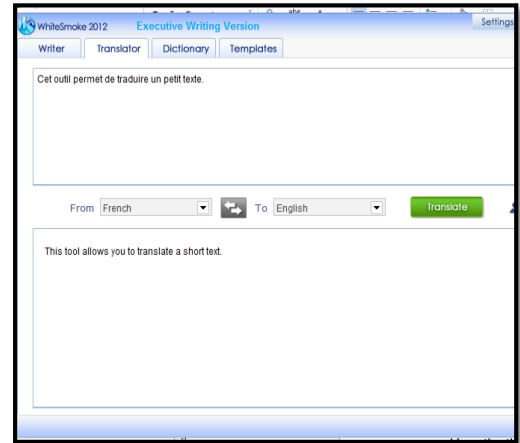 WhiteSmoke 2012 Executive Writing Version Settings
Writer Translator Dictionary Templates
Cet outil permet de traduire un petit texte.
From French To English Translate
This tool allows you to translate a short text.